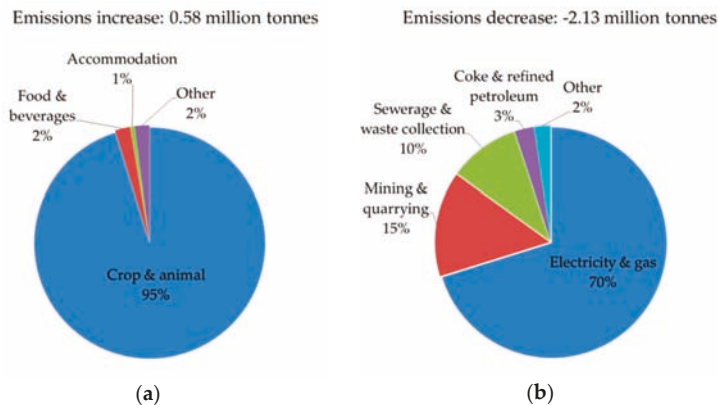 Emissions increase: 0.58 million tonnes
Accommodation
1%
Food &
beverages
2%
Other
2%
Crop & animal
95%
(a)
Emissions decrease: -2.13 million tonnes
Coke & refined
petroleum
3%
Other
2%
Sewerage &
waste collection
10%
Mining &
quarrying
15%
Electricity & gas
70%
(b)